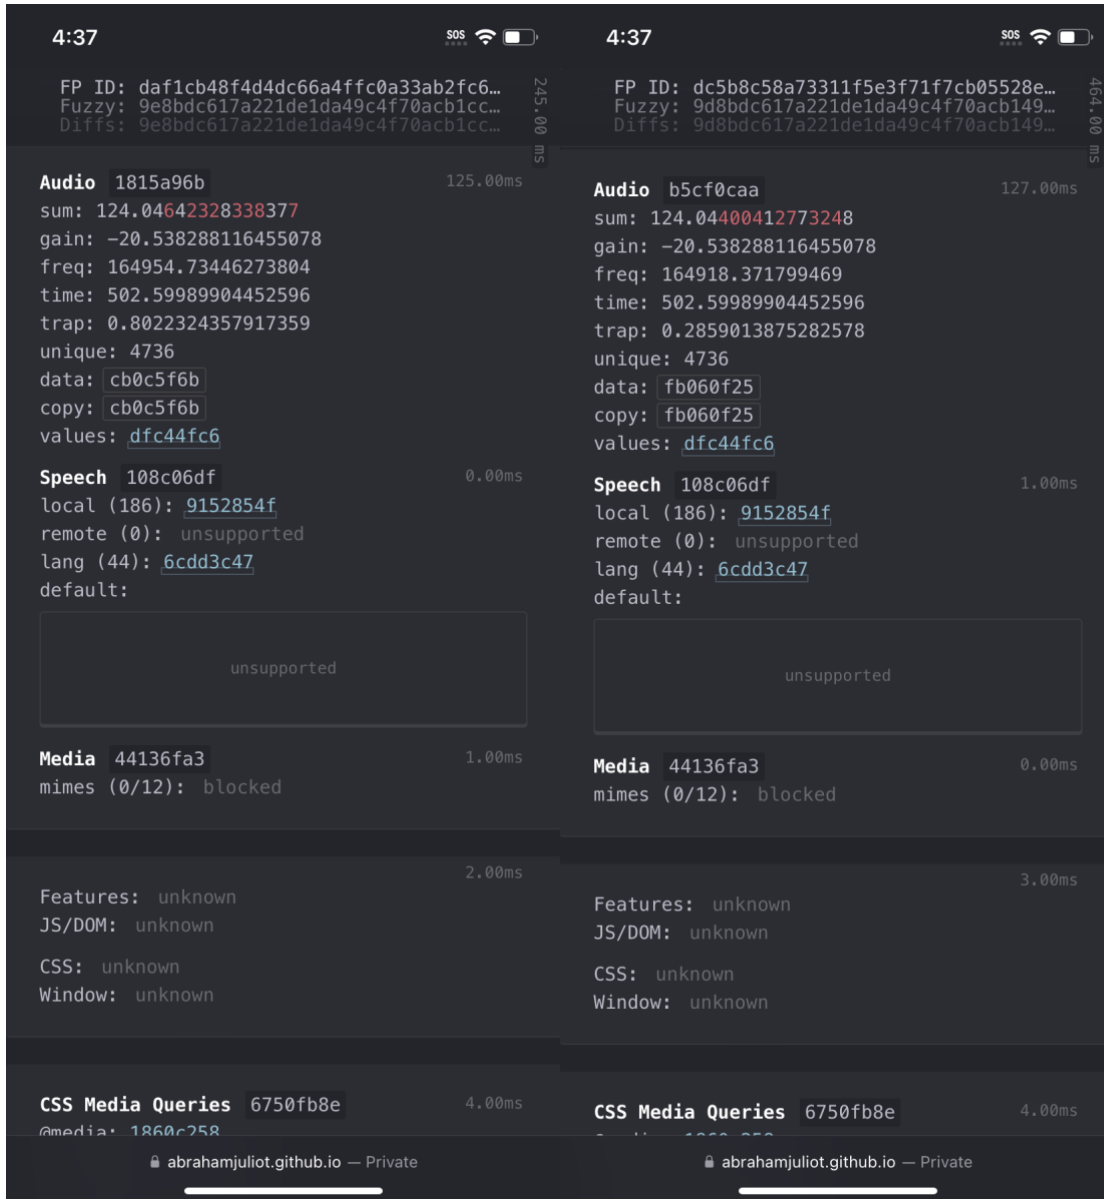 4:37
SOS
FP ID: daf1cb48f4d4dc66a4ffc0a33ab2fc6…
Fuzzy: 9e8bdc617a221de1da49c4f70acb1cc…
Diffs: 9e8bdc617a221de1da49c4f70acb1cc…
245.00 ms
Audio 1815a96b 125.00ms
sum: 124.04642328338377
gain: -20.538288116455078
freq: 164954.73446273804
time: 502.59989904452596
trap: 0.8022324357917359
unique: 4736
data: cb0c5f6b
copy: cb0c5f6b
values: dfc44fc6
Speech 108c06df 0.00ms
local (186): 9152854f
remote (0): unsupported
lang (44): 6cdd3c47
default:
unsupported
Media 44136fa3 1.00ms
mimes (0/12): blocked
2.00ms
Features: unknown
JS/DOM: unknown
CSS: unknown
Window: unknown
CSS Media Queries 6750fb8e 4.00ms
@media: 1860c258
abrahamjuliot.github.io — Private
4:37
SOS
FP ID: dc5b8c58a73311f5e3f71f7cb05528e…
Fuzzy: 9d8bdc617a221de1da49c4f70acb149…
Diffs: 9d8bdc617a221de1da49c4f70acb149…
464.00 ms
Audio b5cf0caa 127.00ms
sum: 124.04400412773248
gain: -20.538288116455078
freq: 164918.371799469
time: 502.59989904452596
trap: 0.2859013875282578
unique: 4736
data: fb060f25
copy: fb060f25
values: dfc44fc6
Speech 108c06df 1.00ms
local (186): 9152854f
remote (0): unsupported
lang (44): 6cdd3c47
default:
unsupported
Media 44136fa3 0.00ms
mimes (0/12): blocked
3.00ms
Features: unknown
JS/DOM: unknown
CSS: unknown
Window: unknown
CSS Media Queries 6750fb8e 4.00ms
abrahamjuliot.github.io — Private